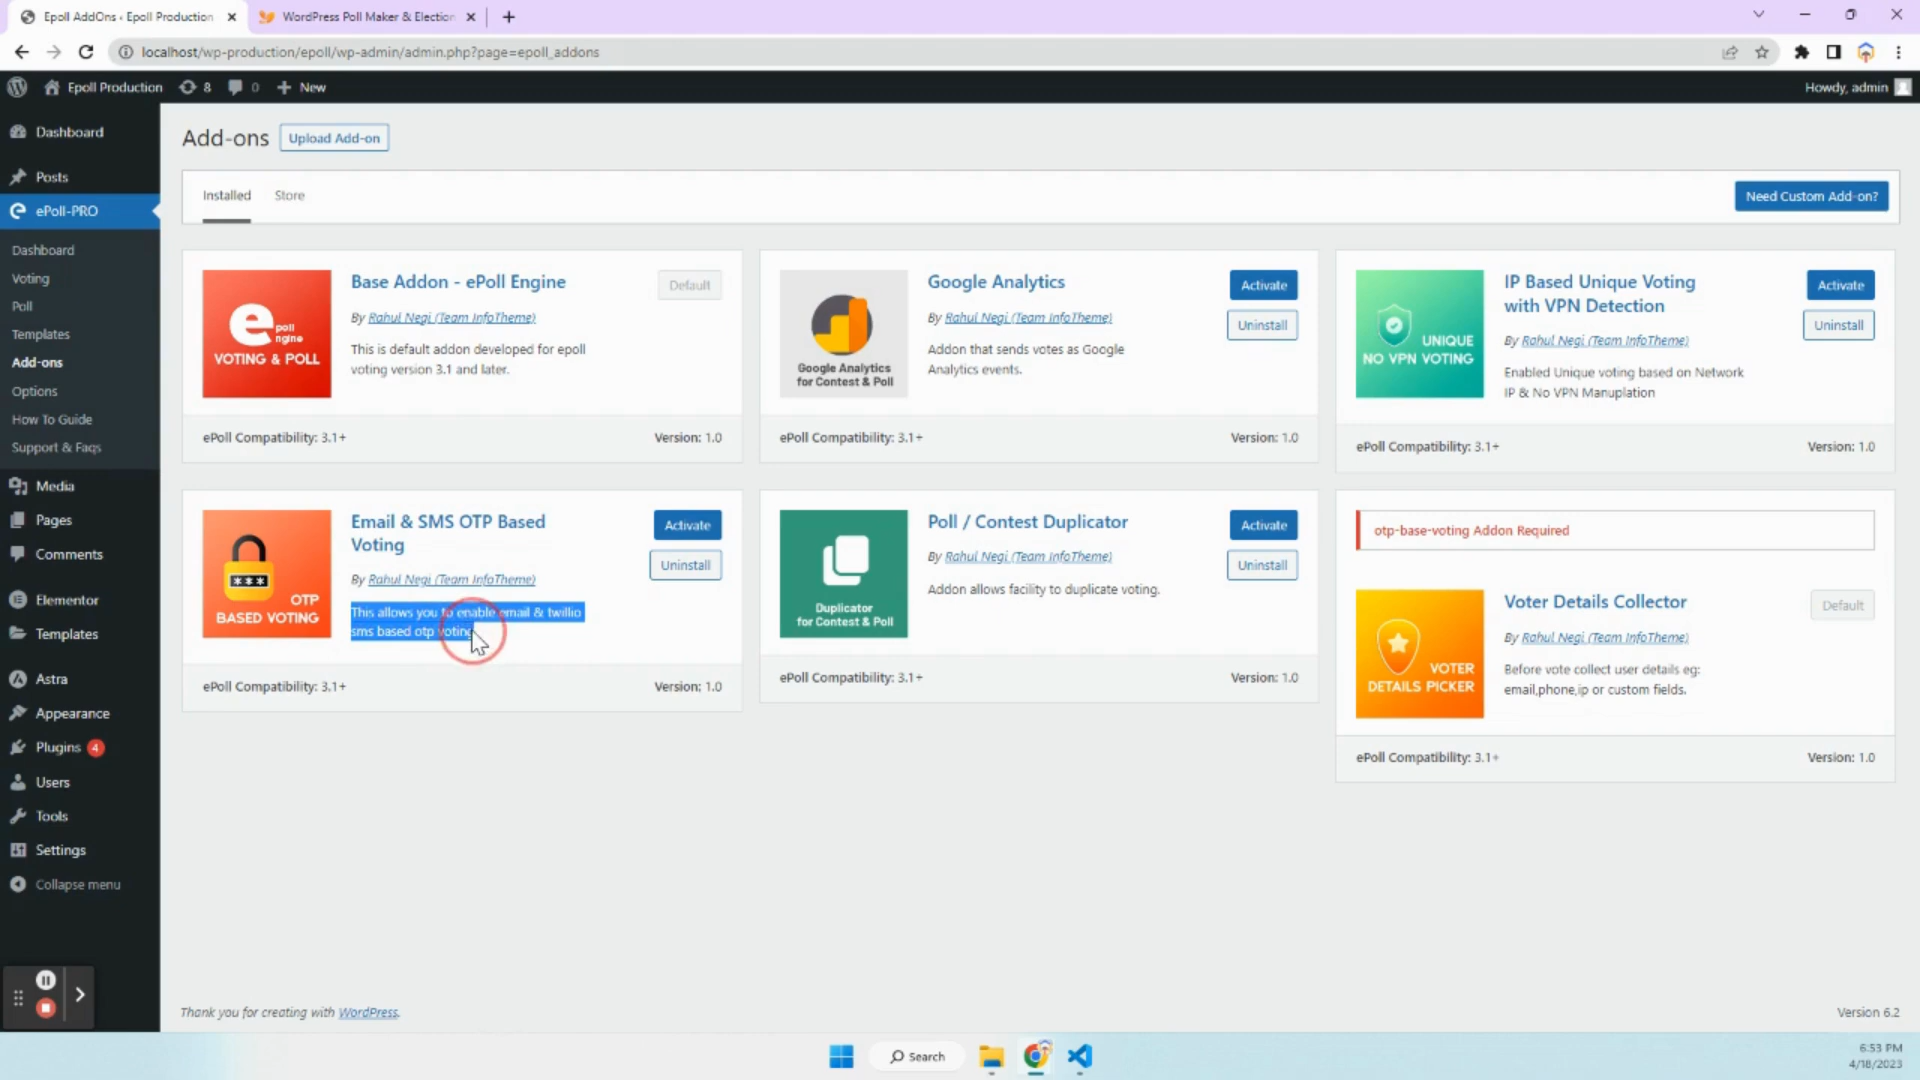 Epoll AddOns ‹ Epoll Production
WordPress Poll Maker & Election
localhost/wp-production/epoll/wp-admin/admin.php?page=epoll_addons
Epoll Production
8
0
New
Howdy, admin
Dashboard
Posts
ePoll-PRO
Dashboard
Voting
Poll
Templates
Add-ons
Options
How To Guide
Support & Faqs
Media
Pages
Comments
Elementor
Templates
Astra
Appearance
Plugins 4
Users
Tools
Settings
Collapse menu
Add-ons
Upload Add-on
Installed
Store
Need Custom Add-on?
e poll ngine
VOTING & POLL
Base Addon - ePoll Engine
Default
By Rahul Negi (Team InfoTheme)
This is default addon developed for epoll
voting version 3.1 and later.
ePoll Compatibility: 3.1+
Version: 1.0
Google Analytics
for Contest & Poll
Google Analytics
Activate
Uninstall
By Rahul Negi (Team InfoTheme)
Addon that sends votes as Google
Analytics events.
ePoll Compatibility: 3.1+
Version: 1.0
UNIQUE
NO VPN VOTING
IP Based Unique Voting
with VPN Detection
Activate
Uninstall
By Rahul Negi (Team InfoTheme)
Enabled Unique voting based on Network
IP & No VPN Manuplation
ePoll Compatibility: 3.1+
Version: 1.0
***
OTP
BASED VOTING
Email & SMS OTP Based
Voting
Activate
Uninstall
By Rahul Negi (Team InfoTheme)
This allows you to enable email & twillio
sms based otp voting
ePoll Compatibility: 3.1+
Version: 1.0
Duplicator
for Contest & Poll
Poll / Contest Duplicator
Activate
Uninstall
By Rahul Negi (Team InfoTheme)
Addon allows facility to duplicate voting.
ePoll Compatibility: 3.1+
Version: 1.0
otp-base-voting Addon Required
VOTER
DETAILS PICKER
Voter Details Collector
Default
By Rahul Negi (Team InfoTheme)
Before vote collect user details eg:
email,phone,ip or custom fields.
ePoll Compatibility: 3.1+
Version: 1.0
Thank you for creating with WordPress.
Version 6.2
Search
6:53 PM
4/18/2023